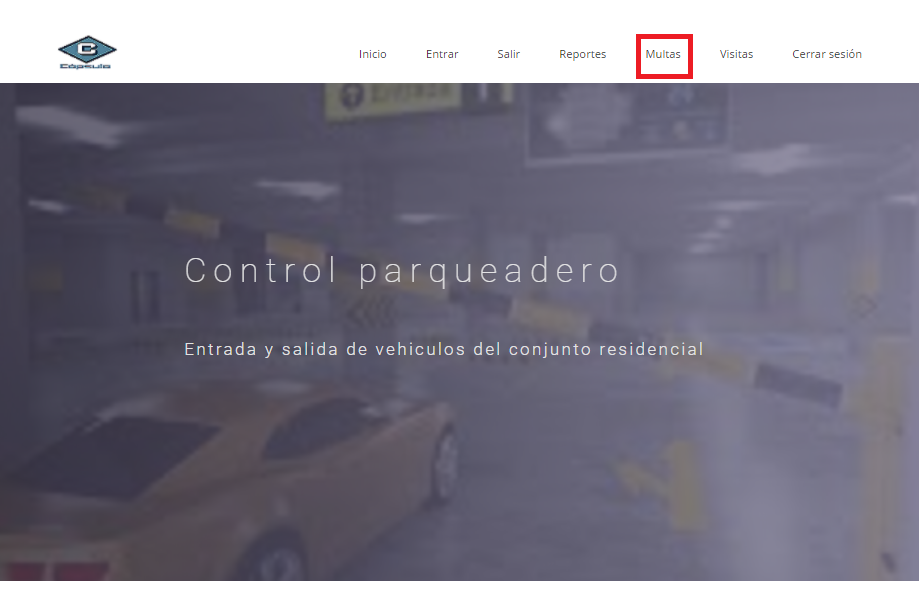 Cápsula
Inicio
Entrar
Salir
Reportes
Multas
Visitas
Cerrar sesión
Control parqueadero
Entrada y salida de vehiculos del conjunto residencial